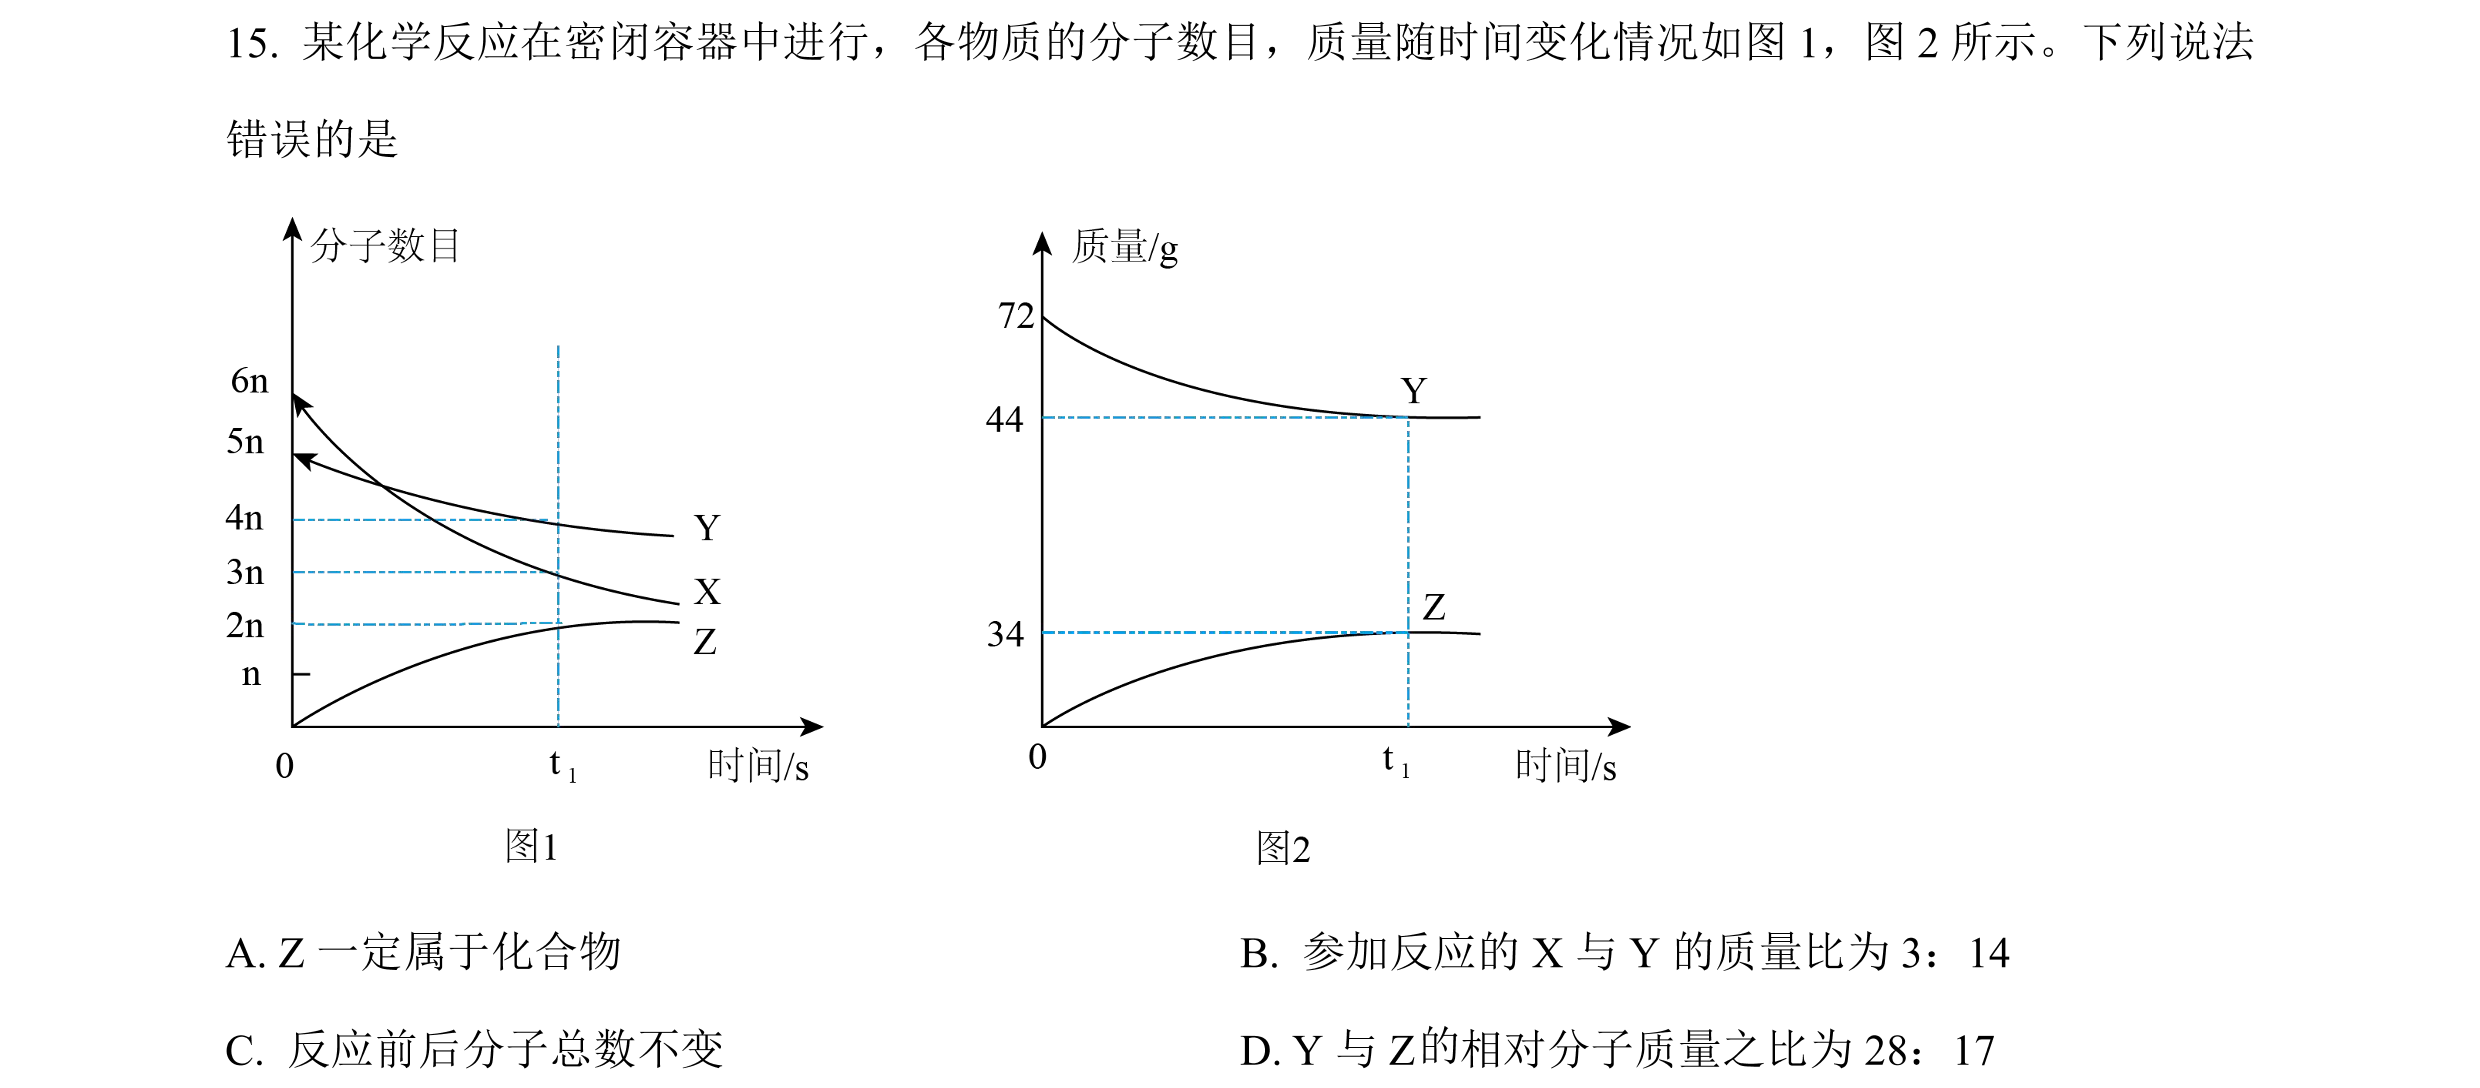 15. 某化学反应在密闭容器中进行，各物质的分子数目，质量随时间变化情况如图 1，图 2 所示。下列说法
错误的是
分子数目
6n
5n
4n
3n
2n
n
0
t₁
时间/s
Y
X
Z
图1
质量/g
72
44
34
0
t₁
时间/s
Y
Z
图2
A. Z 一定属于化合物
B. 参加反应的 X 与 Y 的质量比为 3：14
C. 反应前后分子总数不变
D. Y 与 Z的相对分子质量之比为 28：17